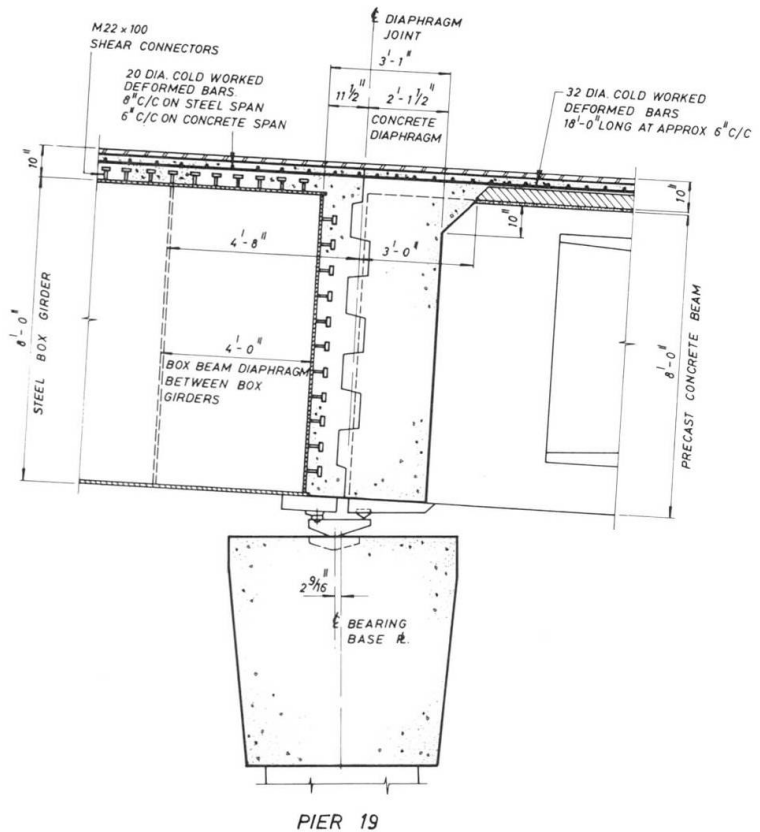 M22 x 100
SHEAR CONNECTORS
20 DIA. COLD WORKED
DEFORMED BARS.
8" C/C ON STEEL SPAN
6" C/C ON CONCRETE SPAN
℄ DIAPHRAGM
JOINT
3'-1"
11 1/2"
2'-1 1/2"
CONCRETE
DIAPHRAGM
32 DIA. COLD WORKED
DEFORMED BARS
18'-0" LONG AT APPROX 6" C/C
10"
10"
10"
4'-8"
3'-0"
8'-0"
STEEL BOX GIRDER
4'-0"
BOX BEAM DIAPHRAGM
BETWEEN BOX
GIRDERS
8'-0"
PRECAST CONCRETE BEAM
2 9/16"
℄ BEARING
BASE ℄
PIER 19